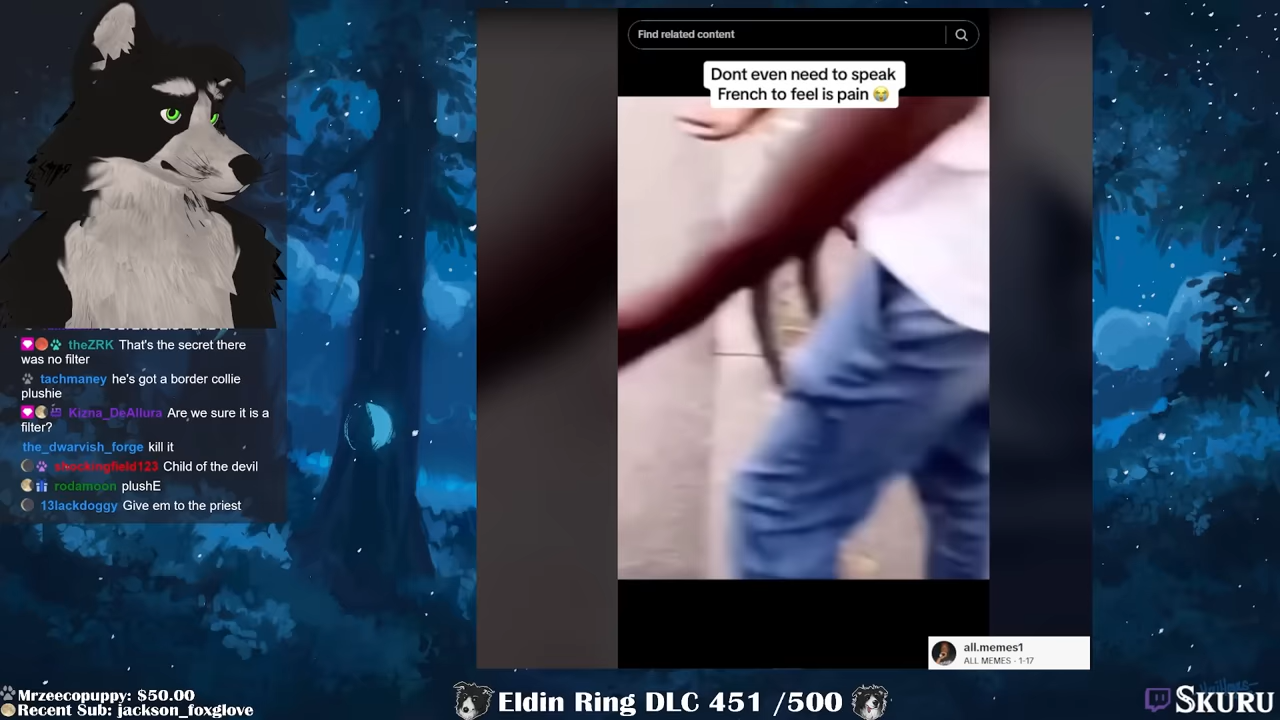 Find related content
Dont even need to speak
French to feel is pain 😭
theZRK That's the secret there
was no filter
tachmaney he's got a border collie
plushie
Kizna_DeAllura Are we sure it is a
filter?
the_dwarvish_forge kill it
shockingfield123 Child of the devil
rodamoon plushE
13lackdoggy Give em to the priest
all.memes1
ALL MEMES · 1-17
Mrzeecopuppy: $50.00
Recent Sub: jackson_foxglove
Eldin Ring DLC 451 /500
SKURU